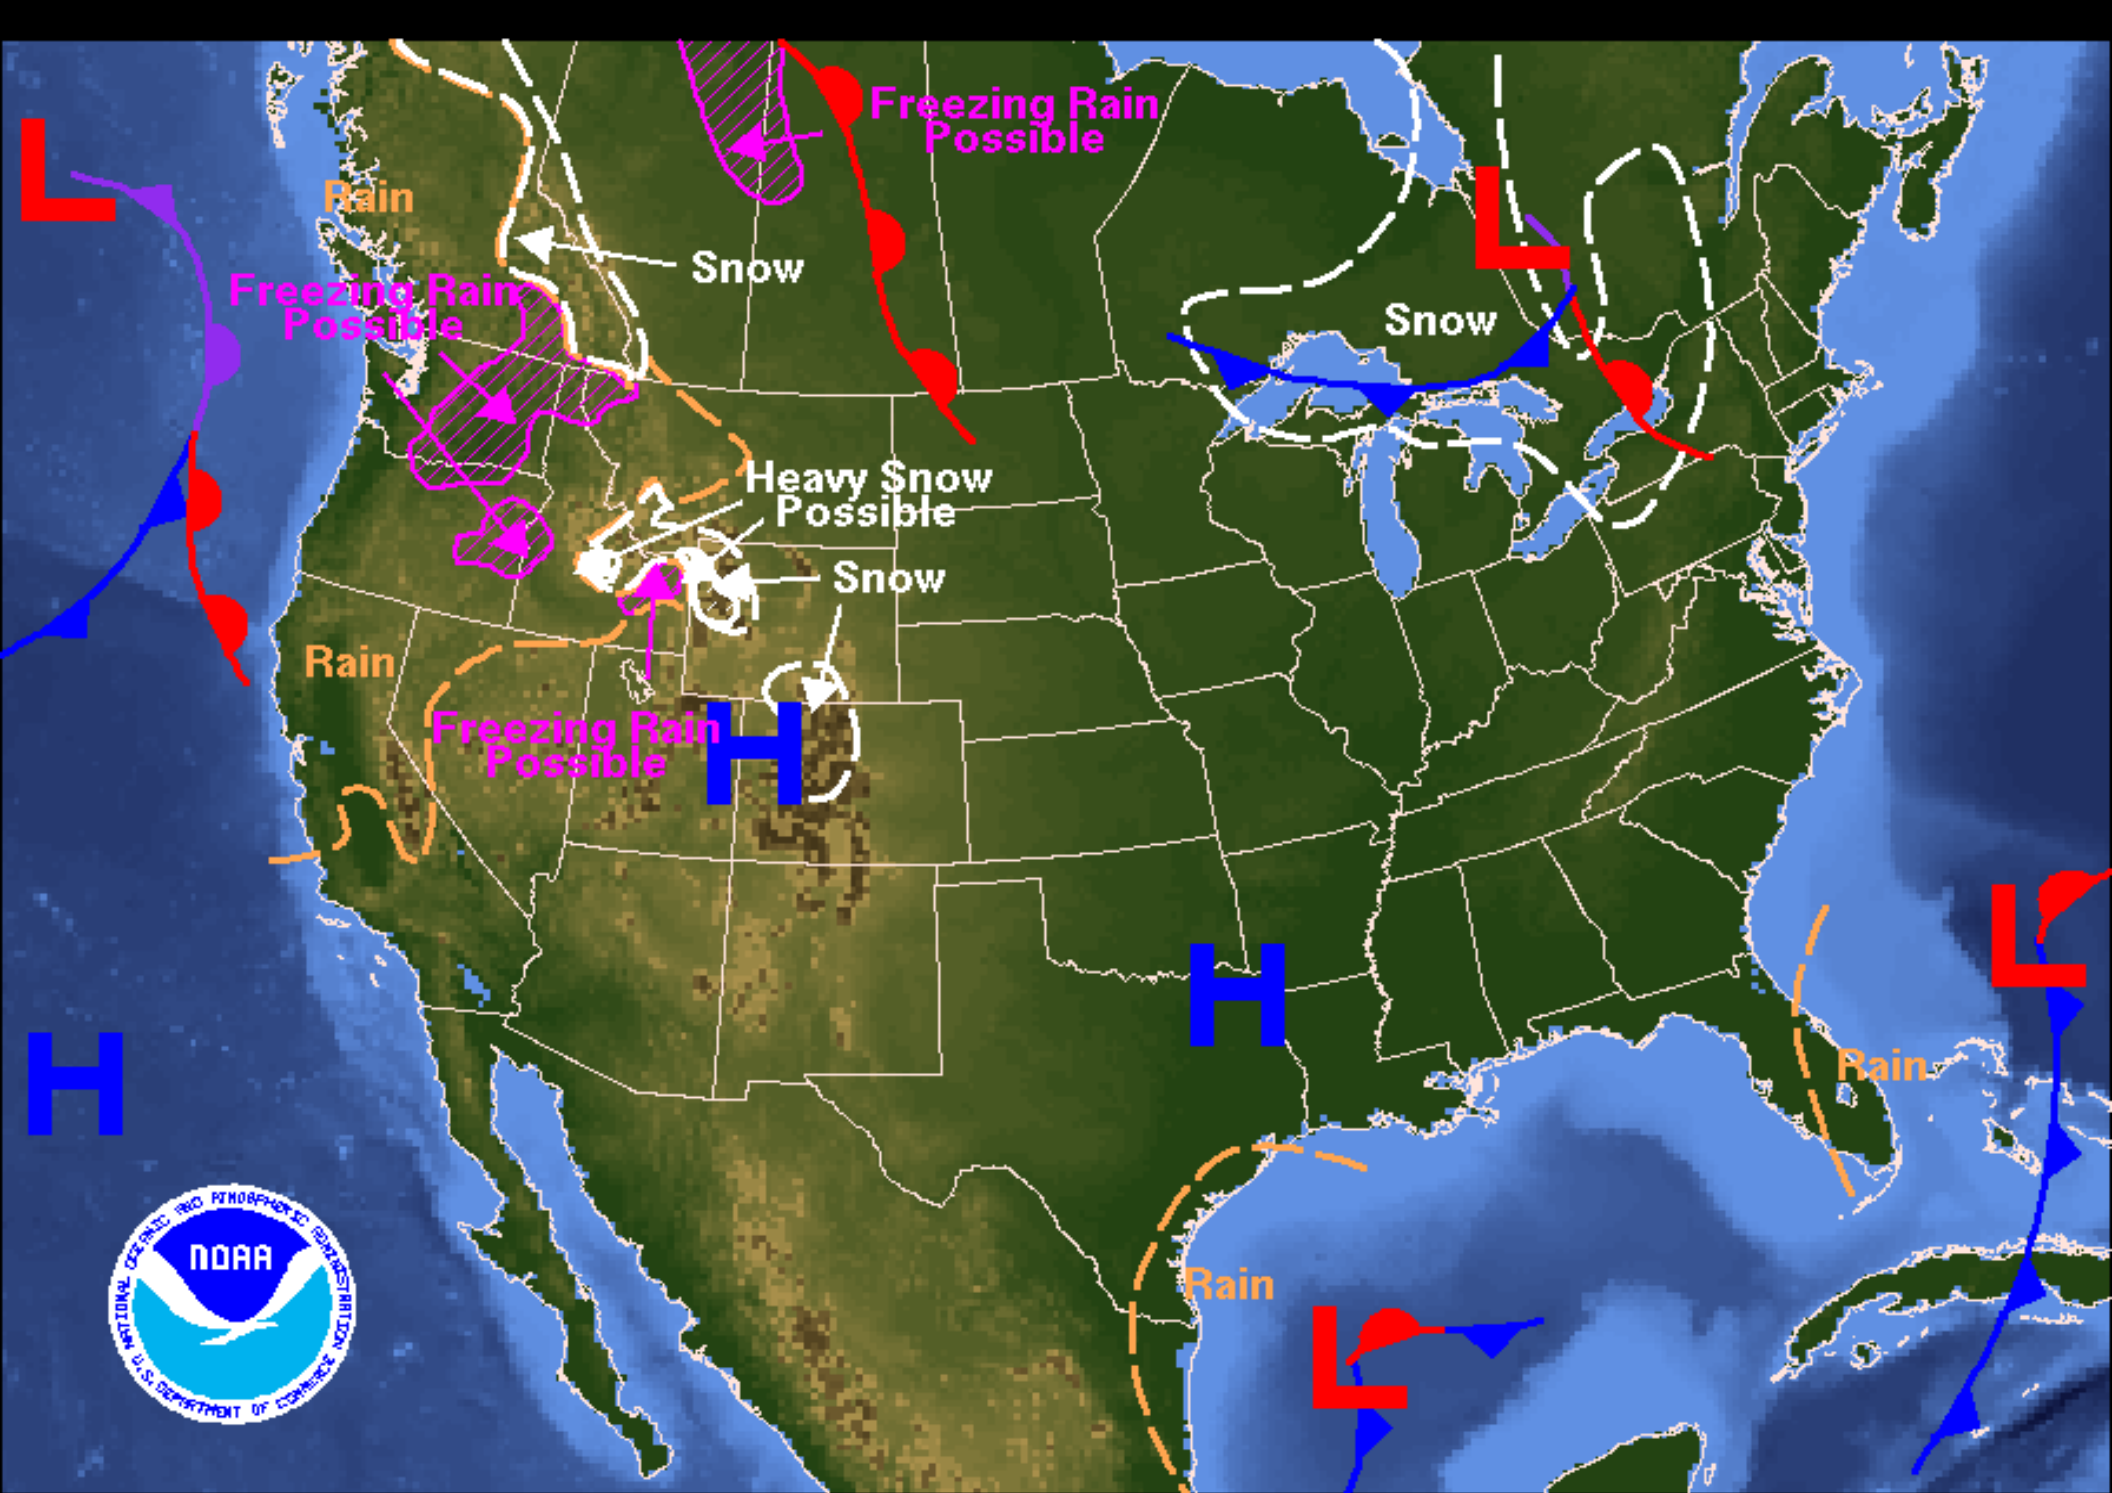 L
Freezing Rain
Possible
L
Rain
Snow
Freezing Rain
Possible
Snow
Heavy Snow
Possible
Snow
Rain
Freezing Rain
Possible
H
L
H
H
Rain
Rain
L
NATIONAL OCEANIC AND ATMOSPHERIC ADMINISTRATION
NOAA
U.S. DEPARTMENT OF COMMERCE